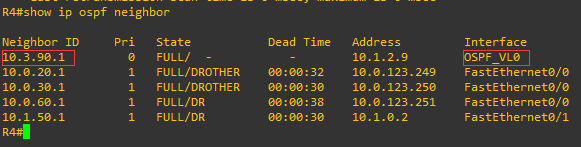 R4#show ip ospf neighbor
Neighbor ID Pri State Dead Time Address Interface
10.3.90.1 0 FULL/ - - 10.1.2.9 OSPF_VL0
10.0.20.1 1 FULL/DROTHER 00:00:32 10.0.123.249 FastEthernet0/0
10.0.30.1 1 FULL/DROTHER 00:00:30 10.0.123.250 FastEthernet0/0
10.0.60.1 1 FULL/DR 00:00:38 10.0.123.251 FastEthernet0/0
10.1.50.1 1 FULL/DR 00:00:30 10.1.0.2 FastEthernet0/1
R4#